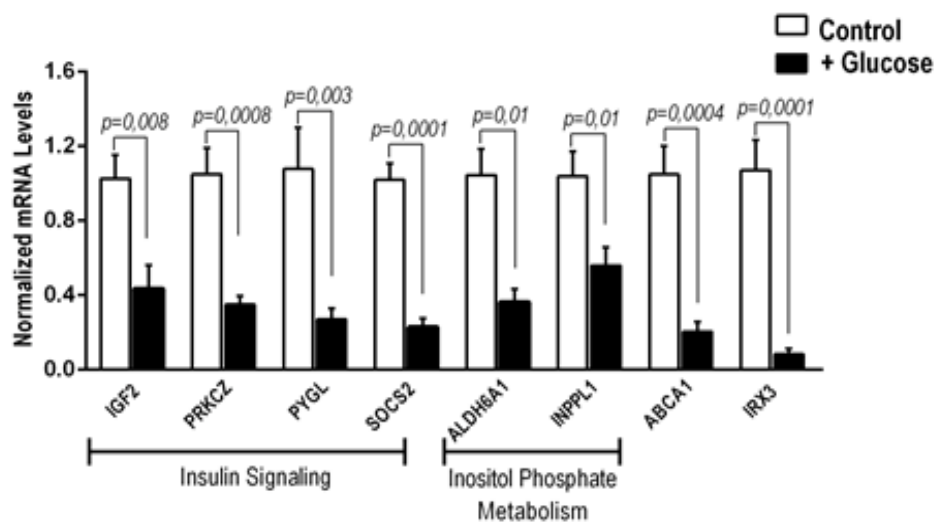 Control
+ Glucose
Normalized mRNA Levels
1.6
1.2
0.8
0.4
0.0
p=0,008
p=0,0008
p=0,003
p=0,0001
p=0,01
p=0,01
p=0,0004
p=0,0001
IGF2
PRKCZ
PYGL
SOCS2
ALDH6A1
INPPL1
ABCA1
IRX3
Insulin Signaling
Inositol Phosphate
Metabolism